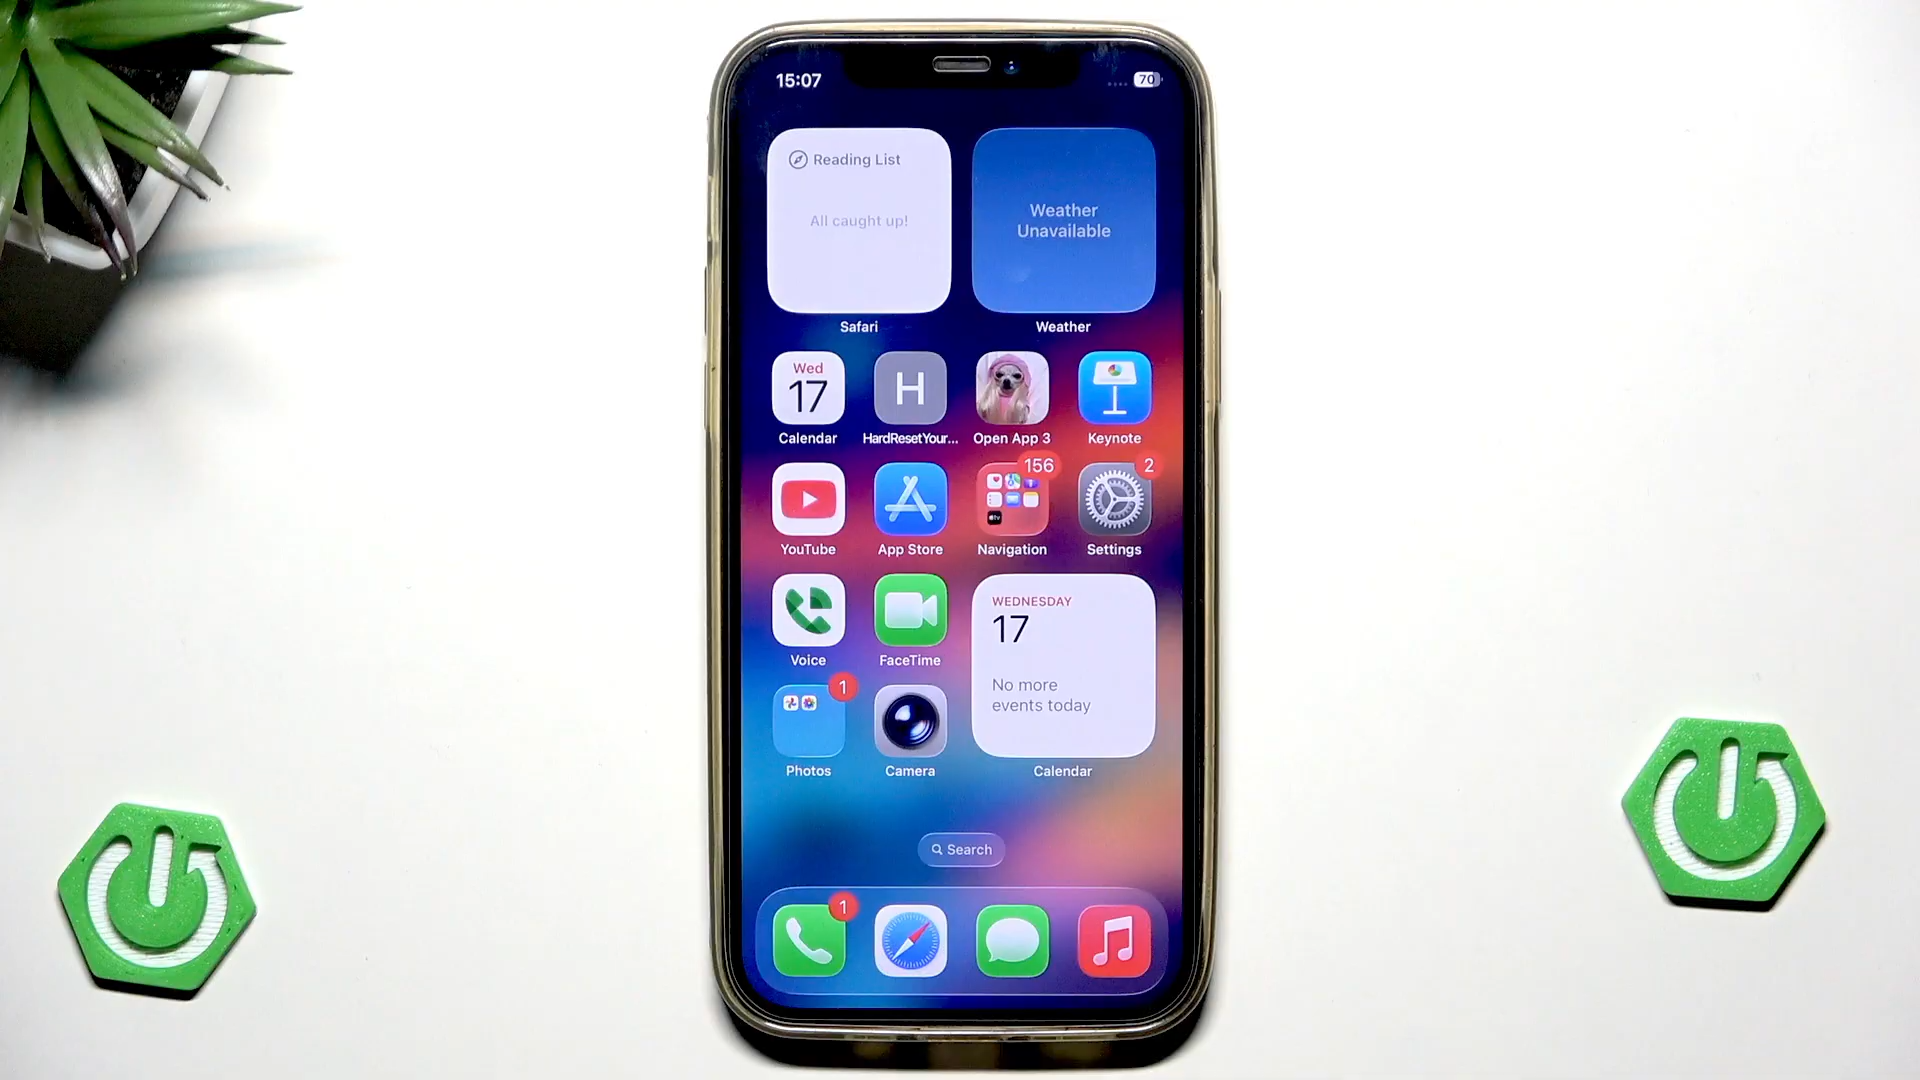 15:07
70
Reading List
All caught up!
Weather
Unavailable
Safari
Weather
Wed
17
H
Calendar
HardResetYour...
Open App 3
Keynote
156
2
YouTube
App Store
Navigation
Settings
WEDNESDAY
17
No more
events today
Voice
FaceTime
1
Photos
Camera
Calendar
Search
1